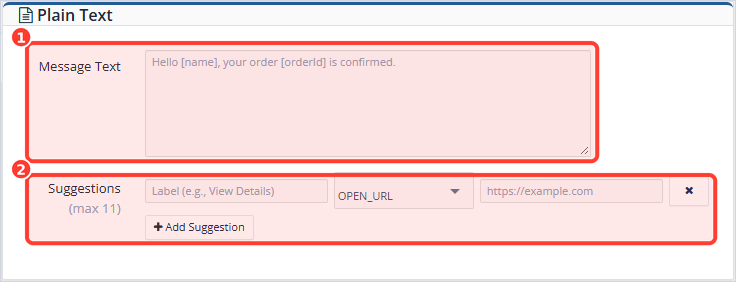 Plain Text
1
Message Text
Hello [name], your order [orderId] is confirmed.
2
Suggestions
(max 11)
Label (e.g., View Details)
OPEN_URL
https://example.com
Add Suggestion